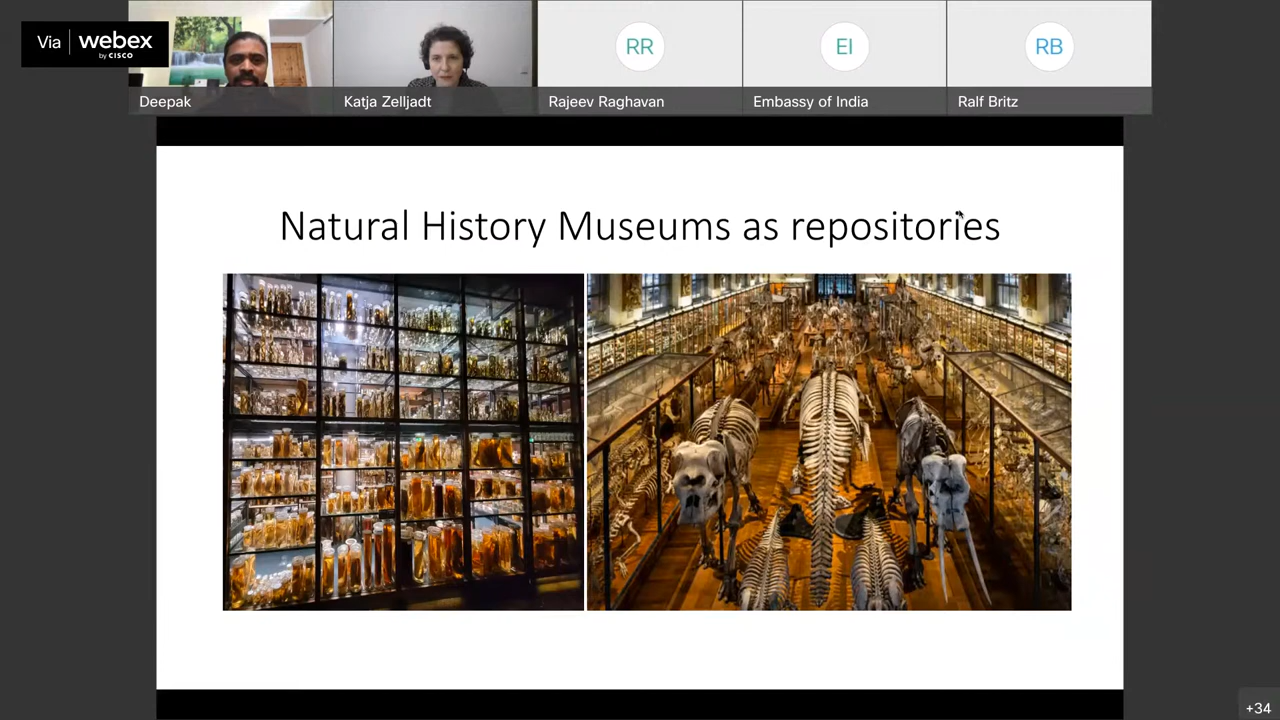 Via webex
by CISCO
Deepak
Katja Zelljadt
RR
Rajeev Raghavan
EI
Embassy of India
RB
Ralf Britz
Natural History Museums as repositories
+34